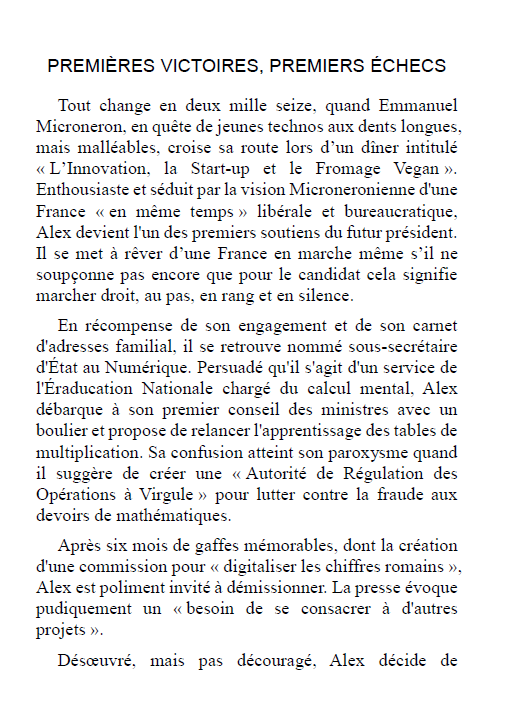 PREMIÈRES VICTOIRES, PREMIERS ÉCHECS
Tout change en deux mille seize, quand Emmanuel
Microneron, en quête de jeunes technos aux dents longues,
mais malléables, croise sa route lors d’un dîner intitulé
« L’Innovation, la Start-up et le Fromage Vegan ».
Enthousiaste et séduit par la vision Microneronienne d'une
France « en même temps » libérale et bureaucratique,
Alex devient l'un des premiers soutiens du futur président.
Il se met à rêver d’une France en marche même s’il ne
soupçonne pas encore que pour le candidat cela signifie
marcher droit, au pas, en rang et en silence.
En récompense de son engagement et de son carnet
d'adresses familial, il se retrouve nommé sous-secrétaire
d'État au Numérique. Persuadé qu'il s'agit d'un service de
l'Éraducation Nationale chargé du calcul mental, Alex
débarque à son premier conseil des ministres avec un
boulier et propose de relancer l'apprentissage des tables de
multiplication. Sa confusion atteint son paroxysme quand
il suggère de créer une « Autorité de Régulation des
Opérations à Virgule » pour lutter contre la fraude aux
devoirs de mathématiques.
Après six mois de gaffes mémorables, dont la création
d'une commission pour « digitaliser les chiffres romains »,
Alex est poliment invité à démissionner. La presse évoque
pudiquement un « besoin de se consacrer à d'autres
projets ».
Désœuvré, mais pas découragé, Alex décide de